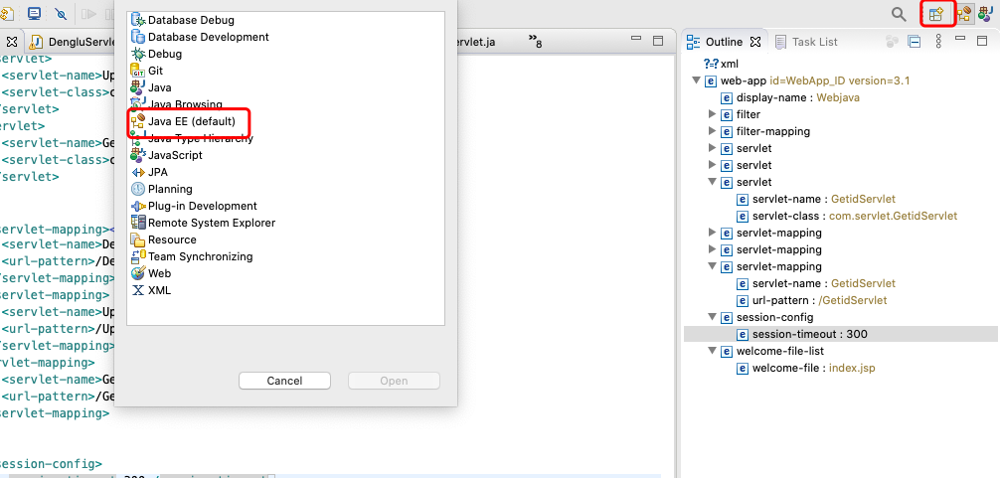 DengluServlet
Servlet.ja
»8
servlet>
<servlet-name>Up
<servlet-class>c
/servlet>
ervlet>
<servlet-name>Ge
<servlet-class>c
/servlet>
servlet-mapping><
<servlet-name>De
<url-pattern>/De
/servlet-mapping>
servlet-mapping>
<servlet-name>Up
<url-pattern>/Up
/servlet-mapping>
ervlet-mapping>
<servlet-name>Ge
<url-pattern>/Ge
servlet-mapping>
session-config>
Database Debug
Database Development
Debug
Git
Java
Java Browsing
Java EE (default)
Java Type Hierarchy
JavaScript
JPA
Planning
Plug-in Development
Remote System Explorer
Resource
Team Synchronizing
Web
XML
Cancel
Open
Outline
Task List
?-? xml
web-app id=WebApp_ID version=3.1
display-name : Webjava
filter
filter-mapping
servlet
servlet
servlet
servlet-name : GetidServlet
servlet-class : com.servlet.GetidServlet
servlet-mapping
servlet-mapping
servlet-mapping
servlet-name : GetidServlet
url-pattern : /GetidServlet
session-config
session-timeout : 300
welcome-file-list
welcome-file : index.jsp